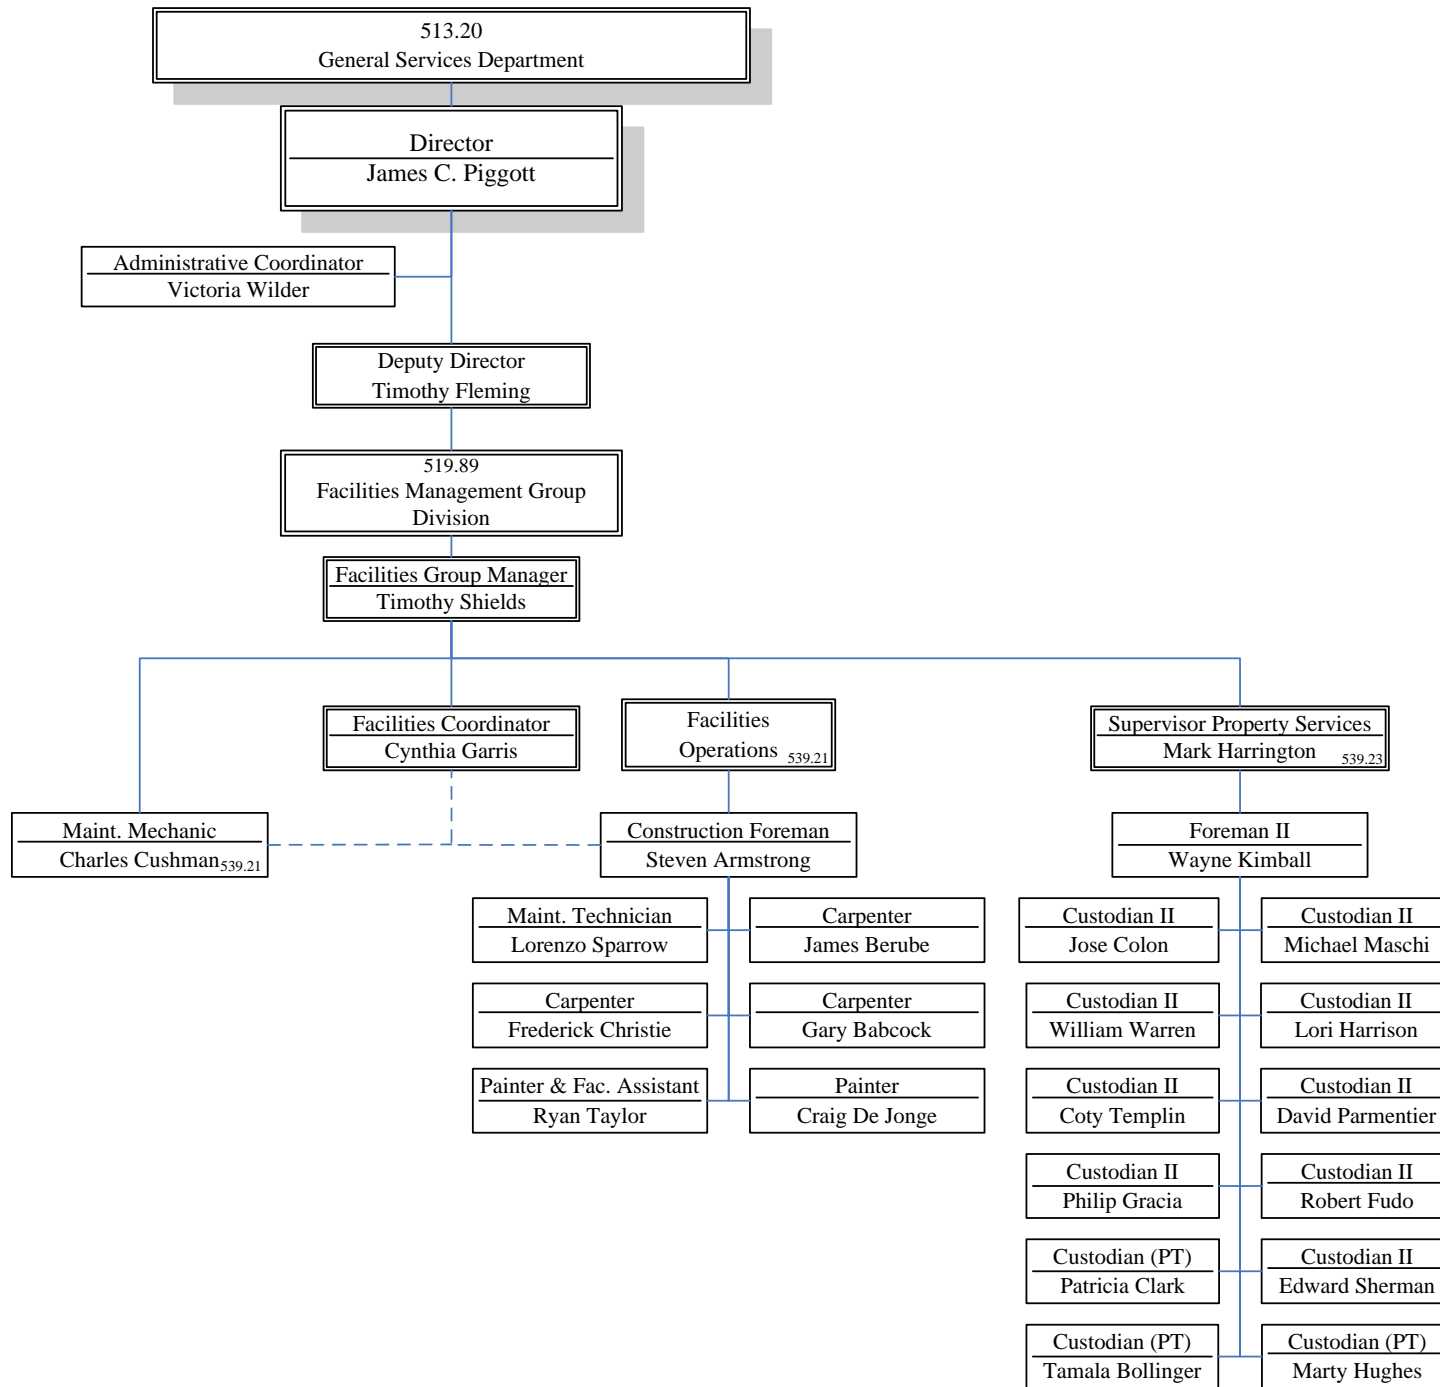 513.20
General Services Department
Director
James C. Piggott
Administrative Coordinator
Victoria Wilder
Deputy Director
Timothy Fleming
519.89
Facilities Management Group
Division
Facilities Group Manager
Timothy Shields
Facilities Coordinator
Cynthia Garris
Facilities
Operations 539.21
Supervisor Property Services
Mark Harrington 539.23
Maint. Mechanic
Charles Cushman 539.21
Construction Foreman
Steven Armstrong
Foreman II
Wayne Kimball
Maint. Technician
Lorenzo Sparrow
Carpenter
James Berube
Custodian II
Jose Colon
Custodian II
Michael Maschi
Carpenter
Frederick Christie
Carpenter
Gary Babcock
Custodian II
William Warren
Custodian II
Lori Harrison
Painter & Fac. Assistant
Ryan Taylor
Painter
Craig De Jonge
Custodian II
Coty Templin
Custodian II
David Parmentier
Custodian II
Philip Gracia
Custodian II
Robert Fudo
Custodian (PT)
Patricia Clark
Custodian II
Edward Sherman
Custodian (PT)
Tamala Bollinger
Custodian (PT)
Marty Hughes